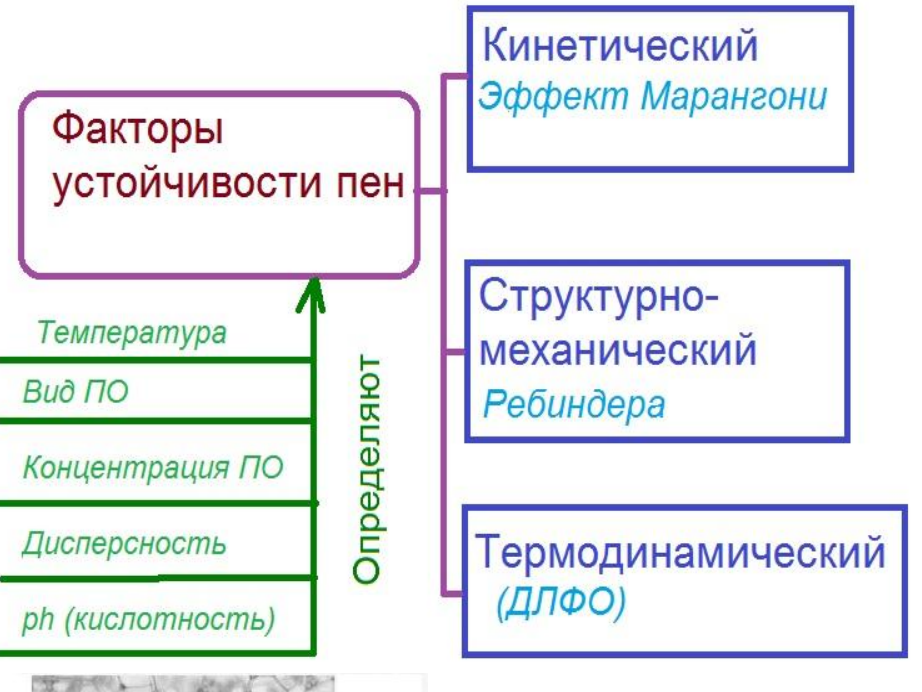 Факторы
устойчивости пен
Кинетический
Эффект Марангони
Структурно-
механический
Ребиндера
Термодинамический
(ДЛФО)
Определяют
Температура
Вид ПО
Концентрация ПО
Дисперсность
ph (кислотность)